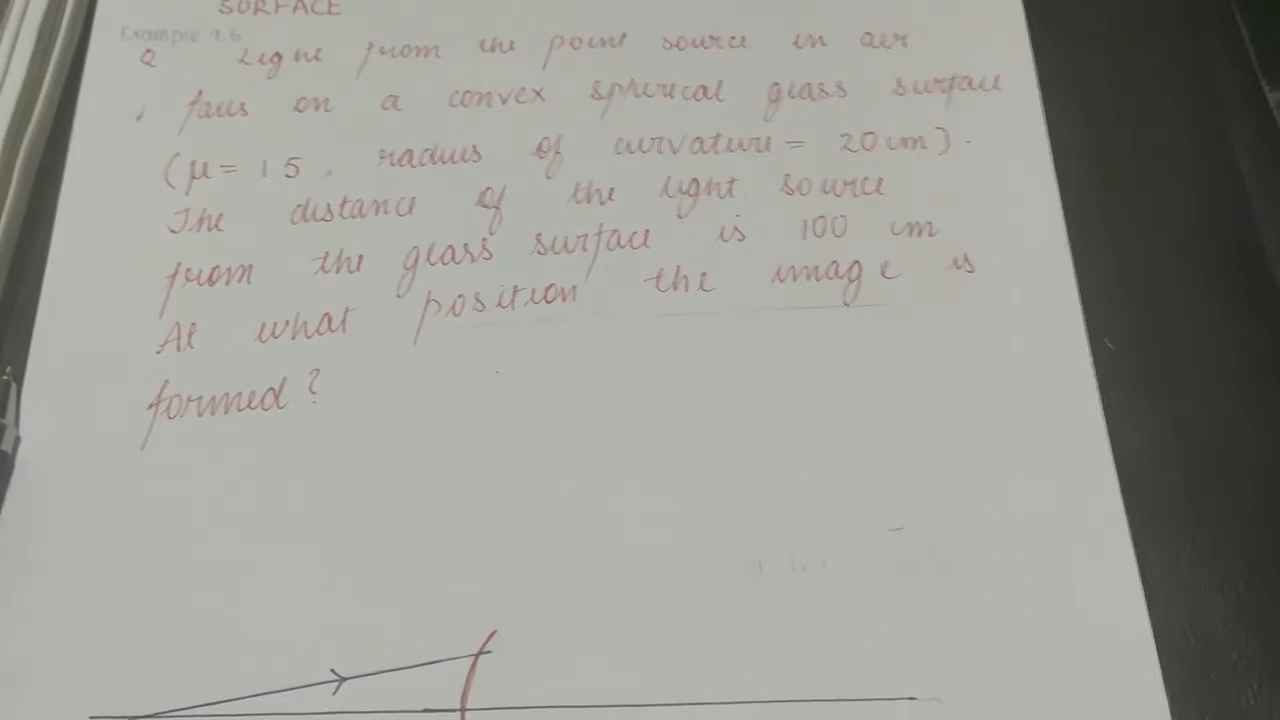 SURFACE
Example 9.6
Q Light from the point source in air
falls on a convex spherical glass surface
(μ = 1.5, radius of curvature = 20 cm).
The distance of the light source
from the glass surface is 100 cm
At what position the image is
formed?